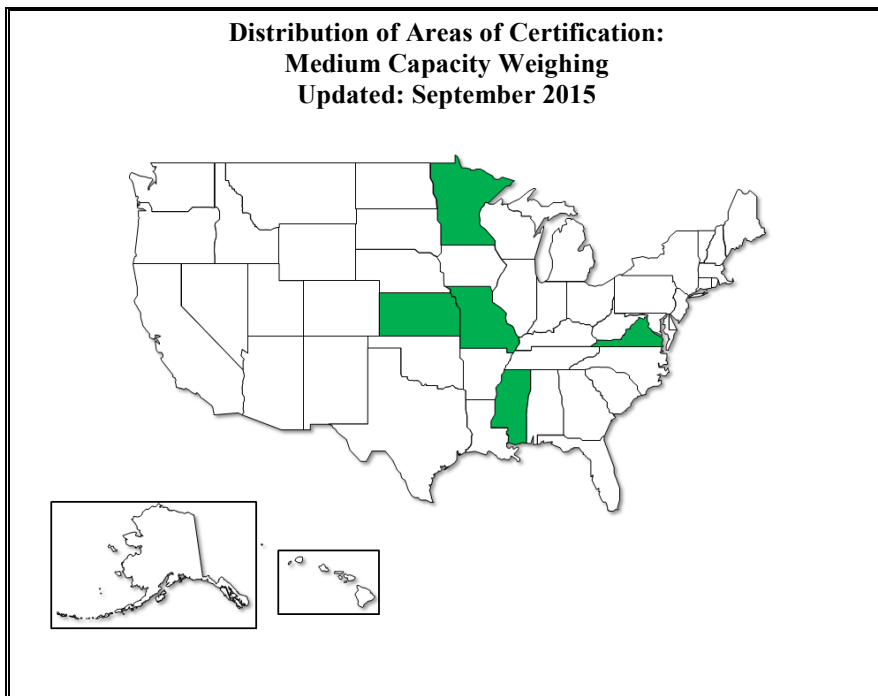 Distribution of Areas of Certification:
Medium Capacity Weighing
Updated: September 2015